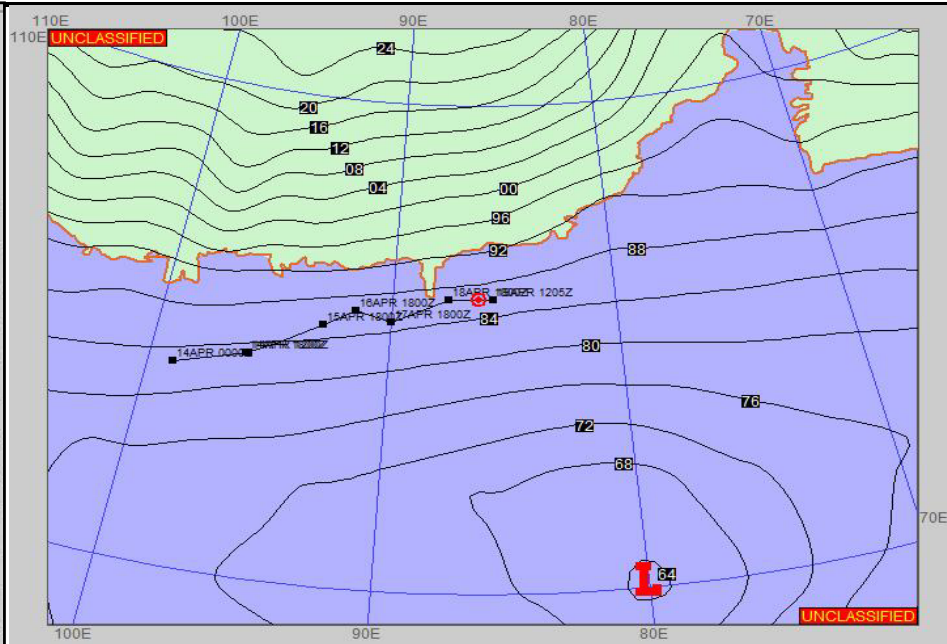 110E 100E 90E 80E 70E
110E
UNCLASSIFIED
24
20
16
12
08
04 00
96
92 88
16APR 1800Z 18APR 1205Z
15APR 1800Z 17APR 1800Z
84
14APR
80
76
72
68
70E
L 64
UNCLASSIFIED
100E 90E 80E